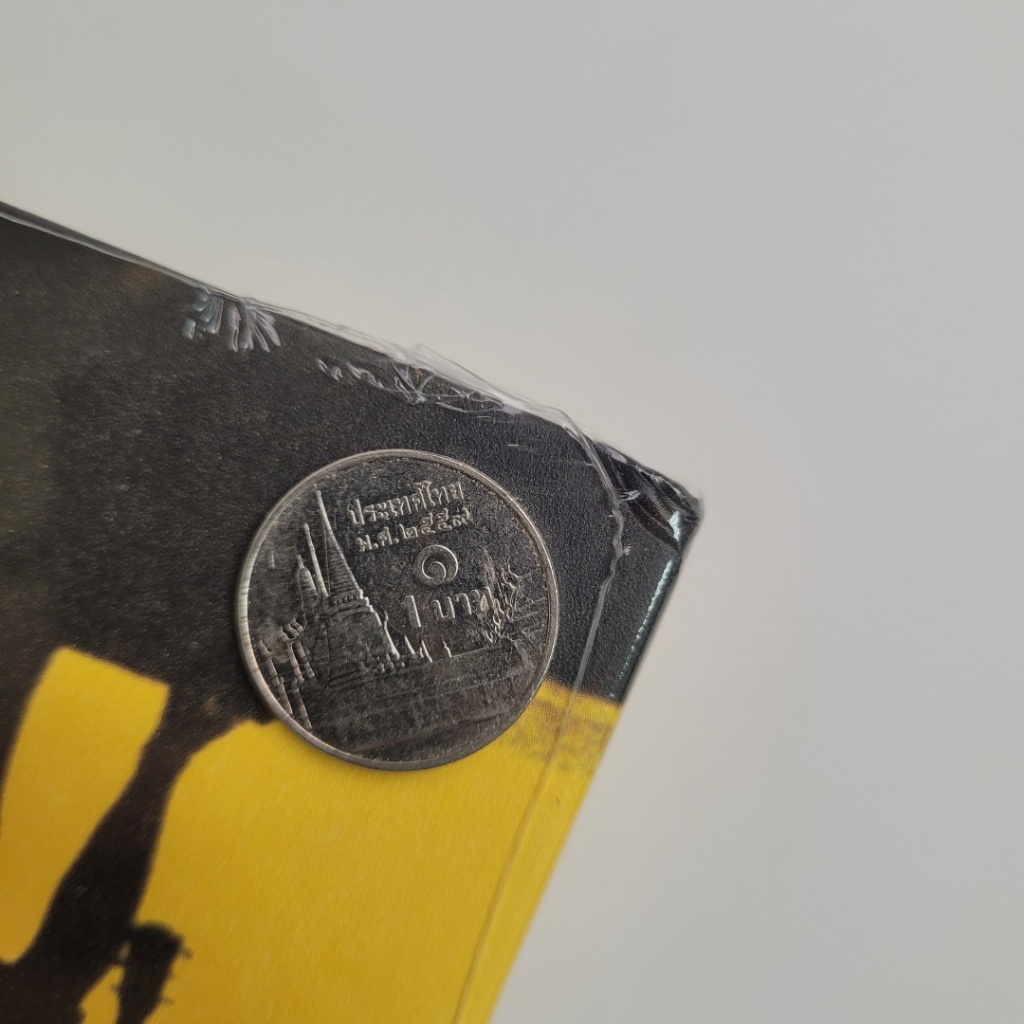 ประเทศไทย
พ.ศ.๒๕๕๙
๑
1 บาท